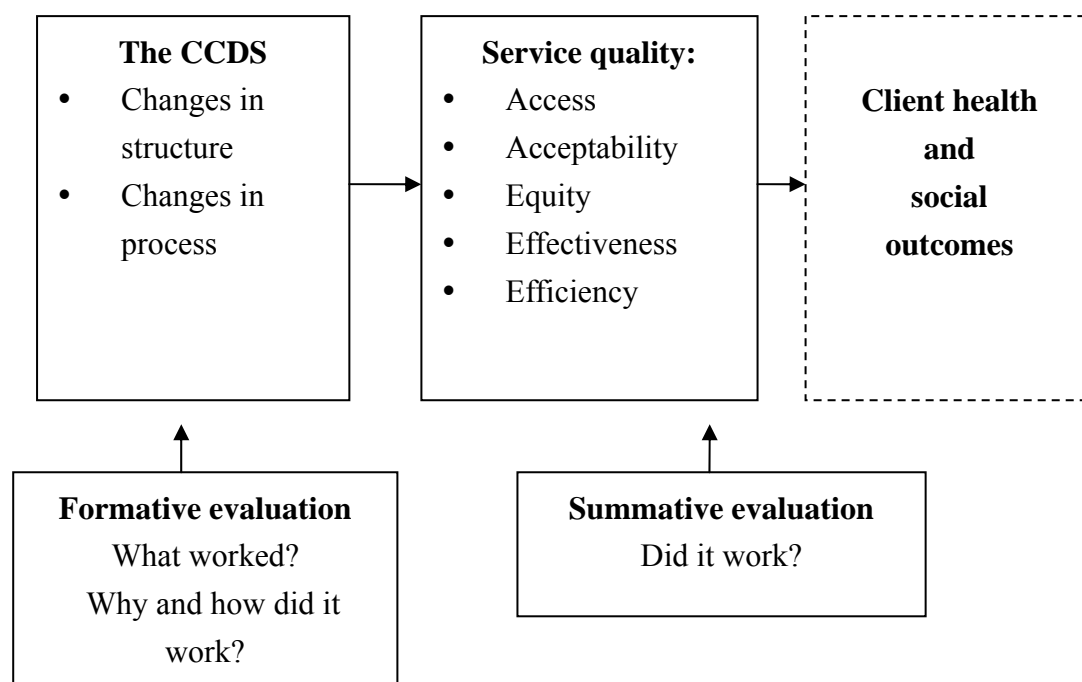 The CCDS
• Changes in
structure
• Changes in
process
Service quality:
• Access
• Acceptability
• Equity
• Effectiveness
• Efficiency
Client health
and
social
outcomes
Formative evaluation
What worked?
Why and how did it
work?
Summative evaluation
Did it work?